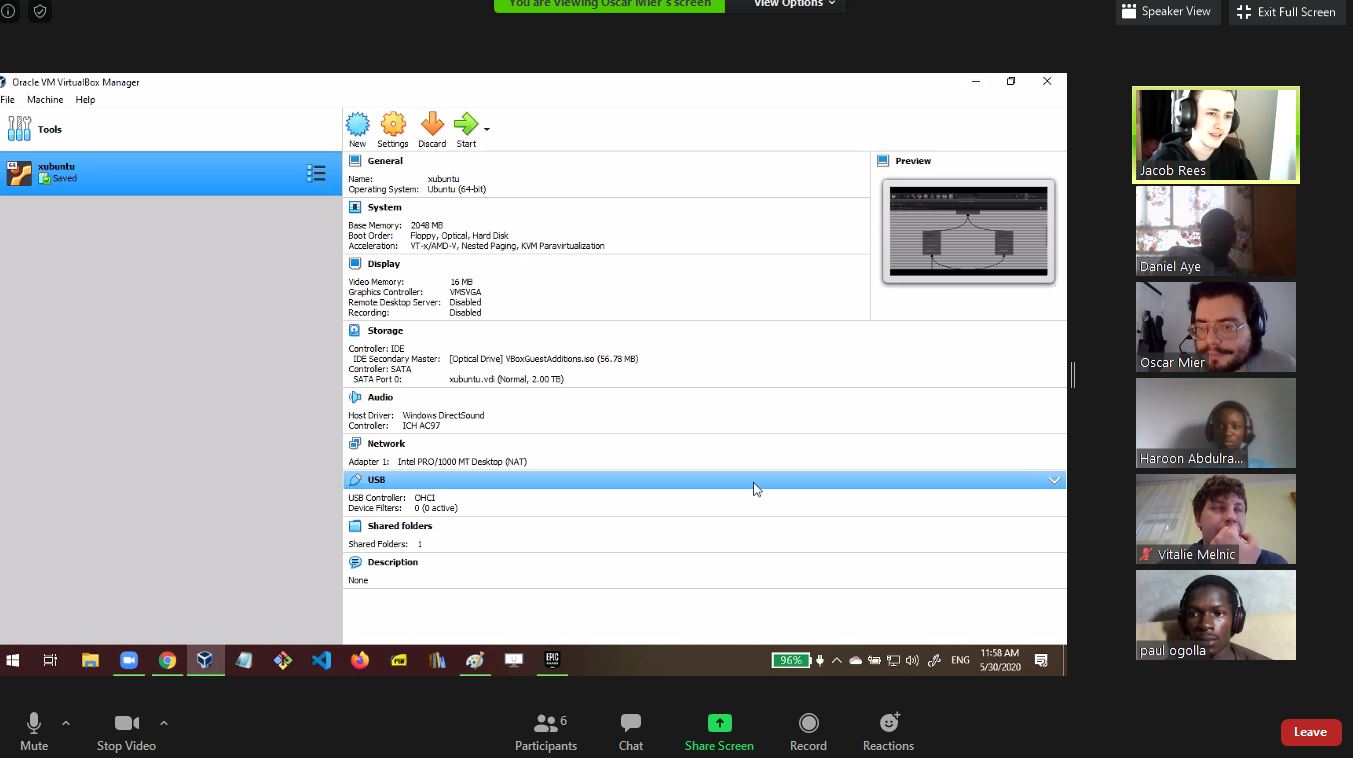 You are viewing Oscar Mier's screen
View Options
Speaker View
Exit Full Screen
Oracle VM VirtualBox Manager
File Machine Help
Tools
New Settings Discard Start
64
xubuntu
Saved
General
Name: xubuntu
Operating System: Ubuntu (64-bit)
Preview
System
Base Memory: 2048 MB
Boot Order: Floppy, Optical, Hard Disk
Acceleration: VT-x/AMD-V, Nested Paging, KVM Paravirtualization
Display
Video Memory: 16 MB
Graphics Controller: VMSVGA
Remote Desktop Server: Disabled
Recording: Disabled
Storage
Controller: IDE
IDE Secondary Master: [Optical Drive] VBoxGuestAdditions.iso (56.78 MB)
Controller: SATA
SATA Port 0: xubuntu.vdi (Normal, 2.00 TB)
Audio
Host Driver: Windows DirectSound
Controller: ICH AC97
Network
Adapter 1: Intel PRO/1000 MT Desktop (NAT)
USB
USB Controller: OHCI
Device Filters: 0 (0 active)
Shared folders
Shared Folders: 1
Description
None
Jacob Rees
Daniel Aye
Oscar Mier
Haroon Abdulra...
Vitalie Melnic
paul ogolla
EPIC
96%
ENG
11:58 AM
5/30/2020
Mute
Stop Video
Participants 6
Chat
Share Screen
Record
Reactions
Leave